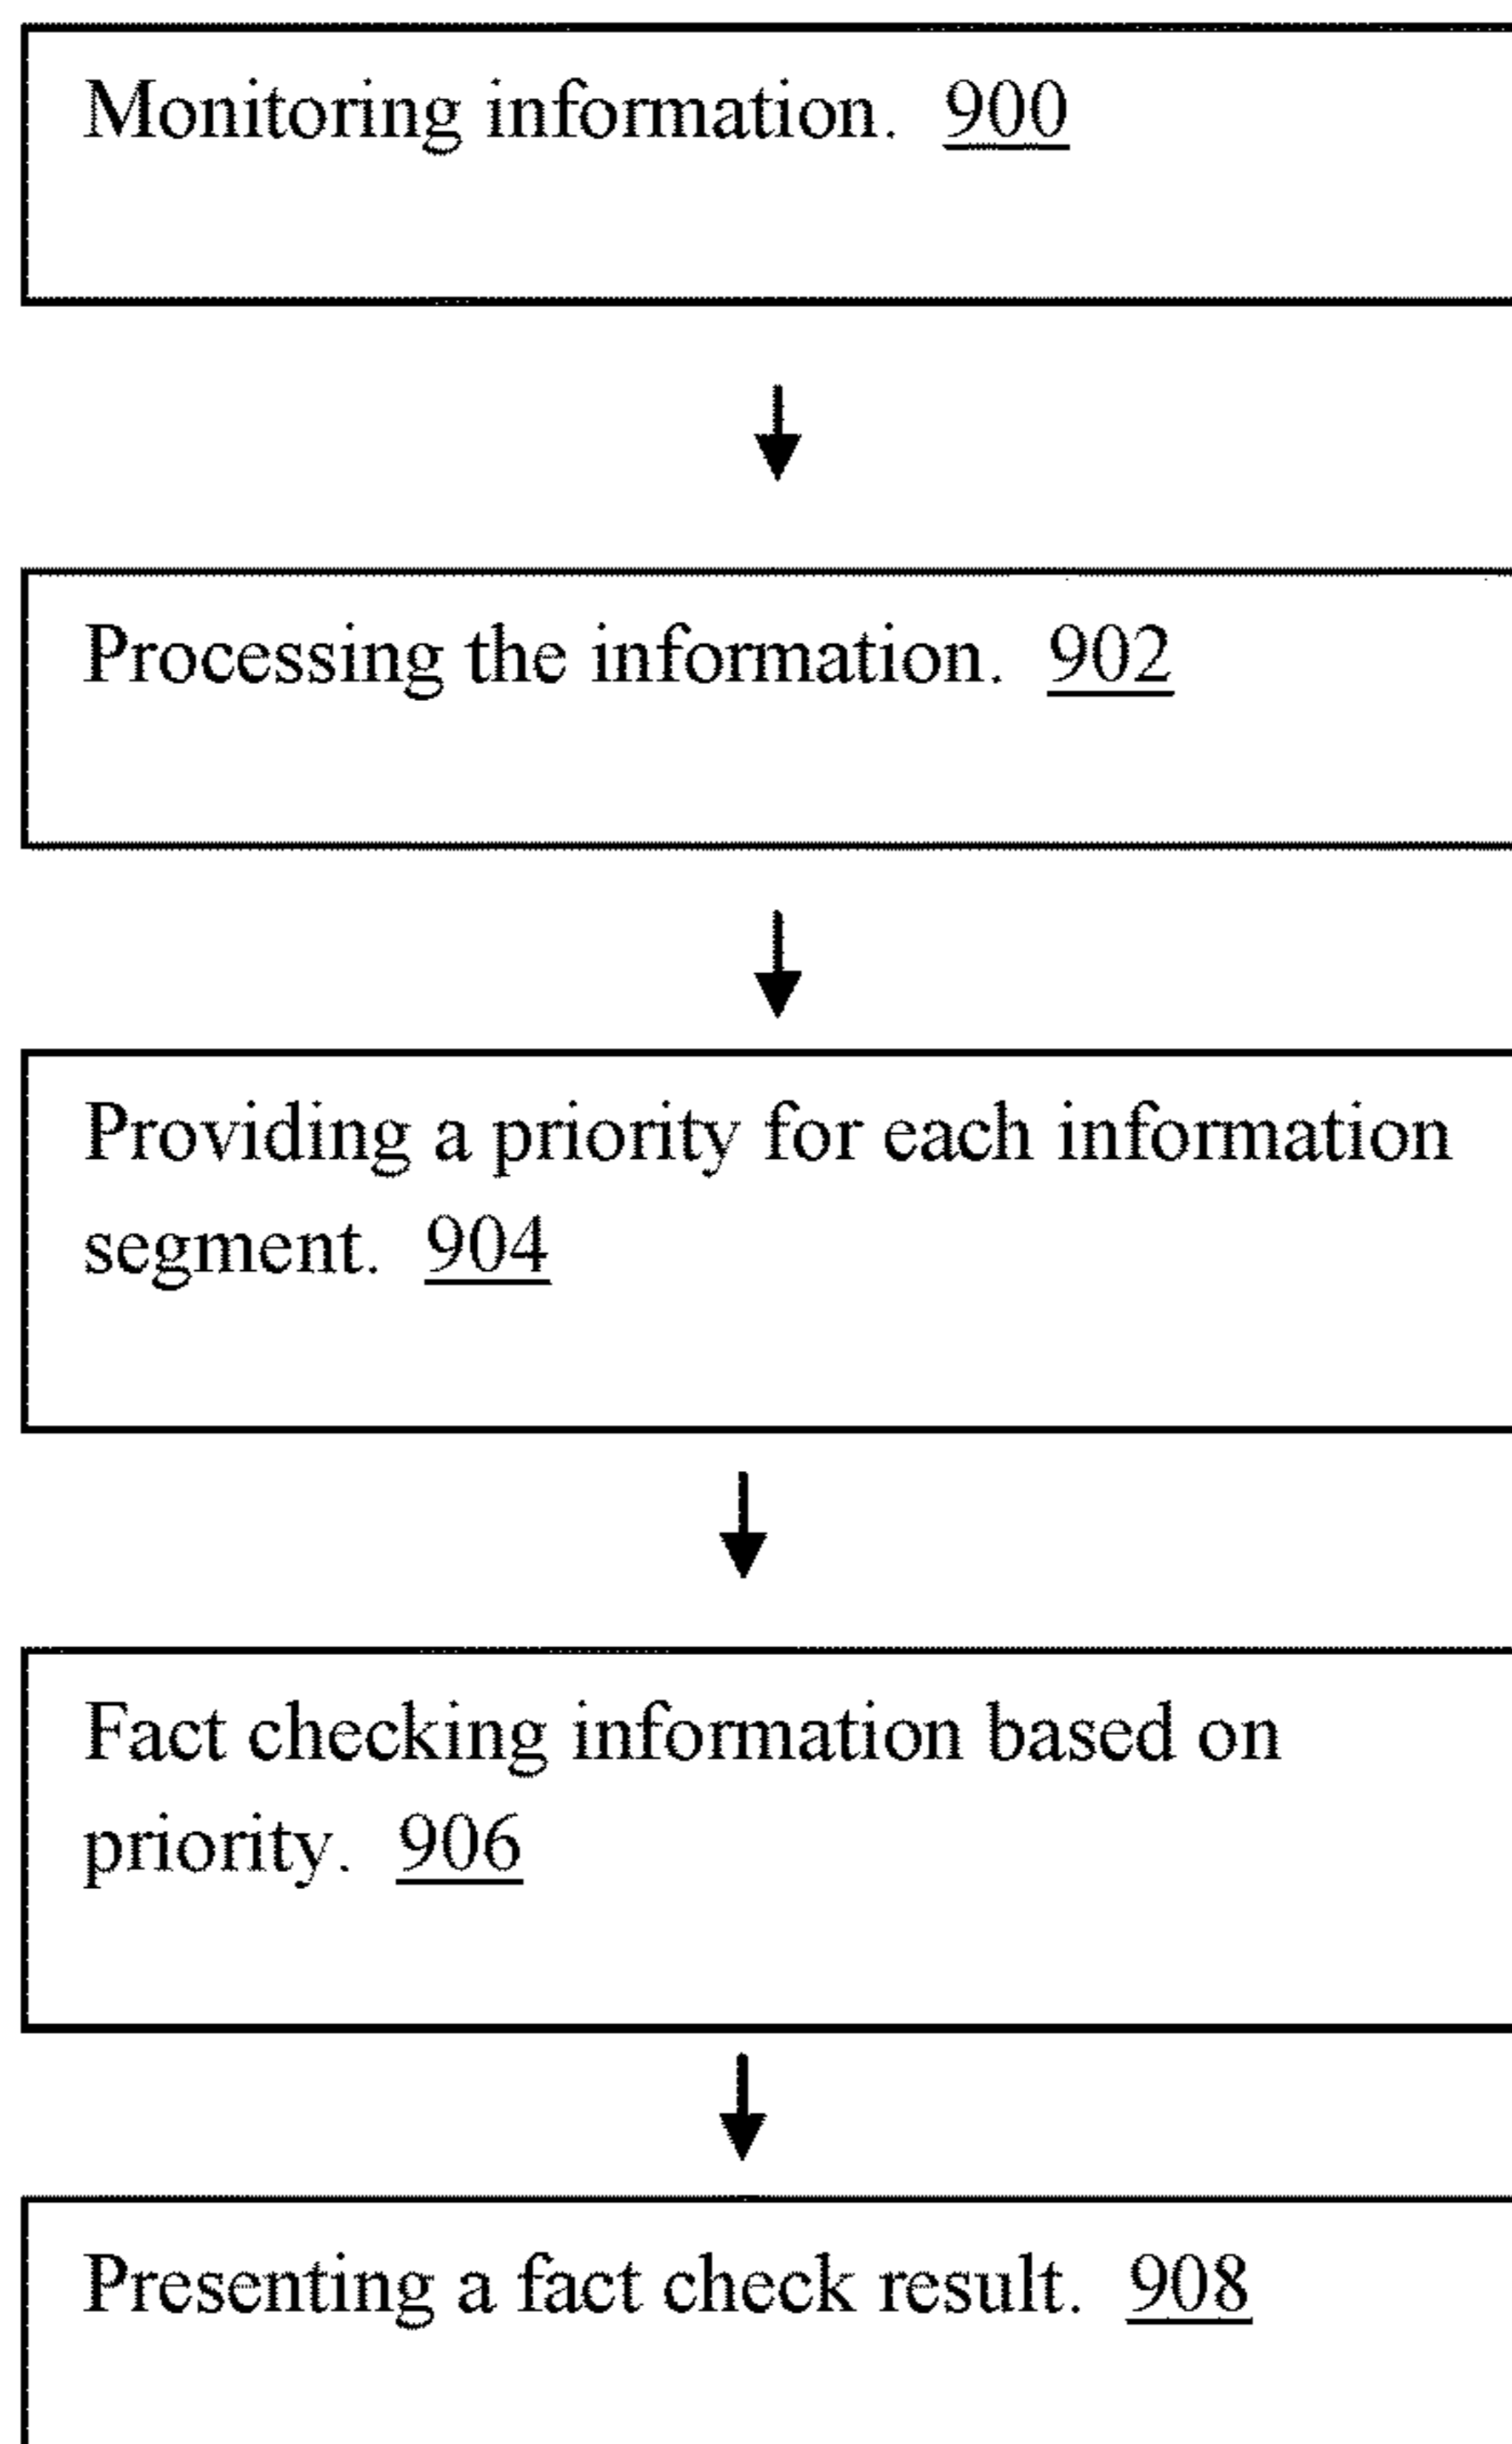 Monitoring information. 900
Processing the information. 902
Providing a priority for each information
segment. 904
Fact checking information based on
priority. 906
Presenting a fact check result. 908